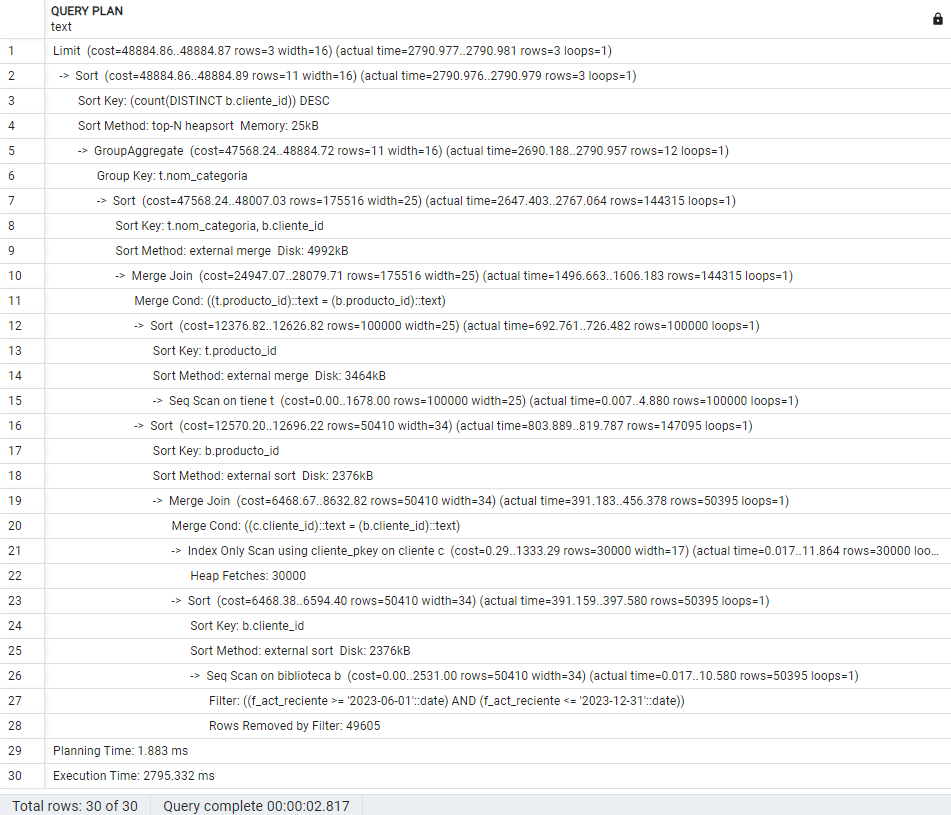 QUERY PLAN
text
1 Limit (cost=48884.86..48884.87 rows=3 width=16) (actual time=2790.977..2790.981 rows=3 loops=1)
2 -> Sort (cost=48884.86..48884.89 rows=11 width=16) (actual time=2790.976..2790.979 rows=3 loops=1)
3 Sort Key: (count(DISTINCT b.cliente_id)) DESC
4 Sort Method: top-N heapsort Memory: 25kB
5 -> GroupAggregate (cost=47568.24..48884.72 rows=11 width=16) (actual time=2690.188..2790.957 rows=12 loops=1)
6 Group Key: t.nom_categoria
7 -> Sort (cost=47568.24..48007.03 rows=175516 width=25) (actual time=2647.403..2767.064 rows=144315 loops=1)
8 Sort Key: t.nom_categoria, b.cliente_id
9 Sort Method: external merge Disk: 4992kB
10 -> Merge Join (cost=24947.07..28079.71 rows=175516 width=25) (actual time=1496.663..1606.183 rows=144315 loops=1)
11 Merge Cond: ((t.producto_id)::text = (b.producto_id)::text)
12 -> Sort (cost=12376.82..12626.82 rows=100000 width=25) (actual time=692.761..726.482 rows=100000 loops=1)
13 Sort Key: t.producto_id
14 Sort Method: external merge Disk: 3464kB
15 -> Seq Scan on tiene t (cost=0.00..1678.00 rows=100000 width=25) (actual time=0.007..4.880 rows=100000 loops=1)
16 -> Sort (cost=12570.20..12696.22 rows=50410 width=34) (actual time=803.889..819.787 rows=147095 loops=1)
17 Sort Key: b.producto_id
18 Sort Method: external sort Disk: 2376kB
19 -> Merge Join (cost=6468.67..8632.82 rows=50410 width=34) (actual time=391.183..456.378 rows=50395 loops=1)
20 Merge Cond: ((c.cliente_id)::text = (b.cliente_id)::text)
21 -> Index Only Scan using cliente_pkey on cliente c (cost=0.29..1333.29 rows=30000 width=17) (actual time=0.017..11.864 rows=30000 loo...
22 Heap Fetches: 30000
23 -> Sort (cost=6468.38..6594.40 rows=50410 width=34) (actual time=391.159..397.580 rows=50395 loops=1)
24 Sort Key: b.cliente_id
25 Sort Method: external sort Disk: 2376kB
26 -> Seq Scan on biblioteca b (cost=0.00..2531.00 rows=50410 width=34) (actual time=0.017..10.580 rows=50395 loops=1)
27 Filter: ((f_act_reciente >= '2023-06-01'::date) AND (f_act_reciente <= '2023-12-31'::date))
28 Rows Removed by Filter: 49605
29 Planning Time: 1.883 ms
30 Execution Time: 2795.332 ms
Total rows: 30 of 30 Query complete 00:00:02.817